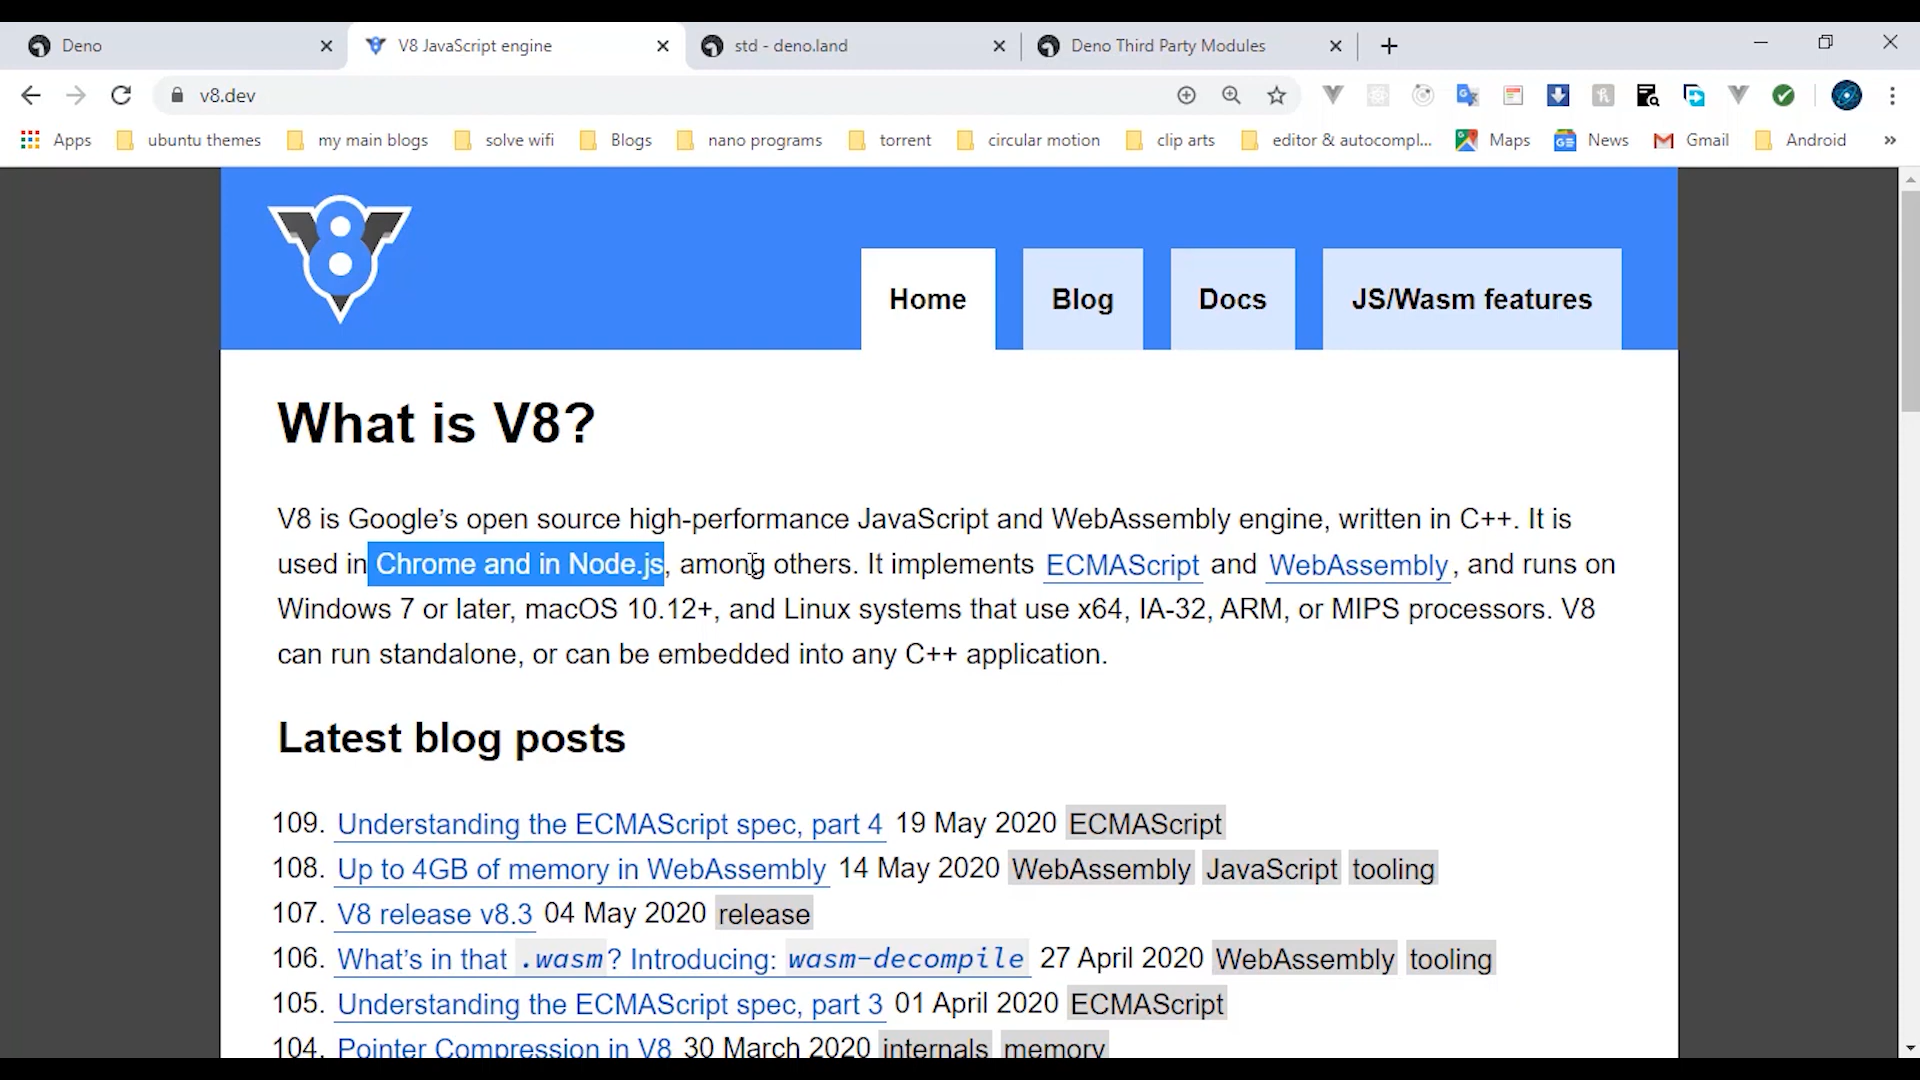 Deno
V8 JavaScript engine
std - deno.land
Deno Third Party Modules
v8.dev
Apps
ubuntu themes
my main blogs
solve wifi
Blogs
nano programs
torrent
circular motion
clip arts
editor & autocompl...
Maps
News
Gmail
Android
»
Home
Blog
Docs
JS/Wasm features
What is V8?
V8 is Google’s open source high-performance JavaScript and WebAssembly engine, written in C++. It is
used in Chrome and in Node.js, among others. It implements ECMAScript and WebAssembly, and runs on
Windows 7 or later, macOS 10.12+, and Linux systems that use x64, IA-32, ARM, or MIPS processors. V8
can run standalone, or can be embedded into any C++ application.
Latest blog posts
109. Understanding the ECMAScript spec, part 4 19 May 2020 ECMAScript
108. Up to 4GB of memory in WebAssembly 14 May 2020 WebAssembly JavaScript tooling
107. V8 release v8.3 04 May 2020 release
106. What’s in that .wasm? Introducing: wasm-decompile 27 April 2020 WebAssembly tooling
105. Understanding the ECMAScript spec, part 3 01 April 2020 ECMAScript
104. Pointer Compression in V8 30 March 2020 internals memory